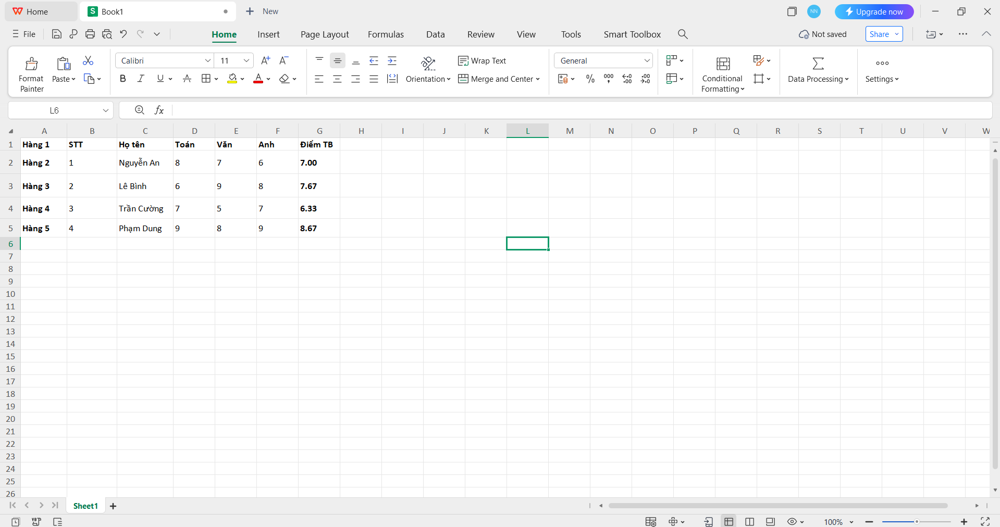 Home
Book1
New
NN
Upgrade now
File
Home Insert Page Layout Formulas Data Review View Tools Smart Toolbox
Not saved
Share
Format Painter
Paste
Calibri
11
A+ A-
B I U A
Orientation
Wrap Text
Merge and Center
General
% 000
Conditional Formatting
Data Processing
Settings
L6
fx
A B C D E F G H I J K L M N O P Q R S T U V W
1 Hàng 1 STT Họ tên Toán Văn Anh Điểm TB
2 Hàng 2 1 Nguyễn An 8 7 6 7.00
3 Hàng 3 2 Lê Bình 6 9 8 7.67
4 Hàng 4 3 Trần Cường 7 5 7 6.33
5 Hàng 5 4 Phạm Dung 9 8 9 8.67
6
7
8
9
10
11
12
13
14
15
16
17
18
19
20
21
22
23
24
25
26
Sheet1
100%